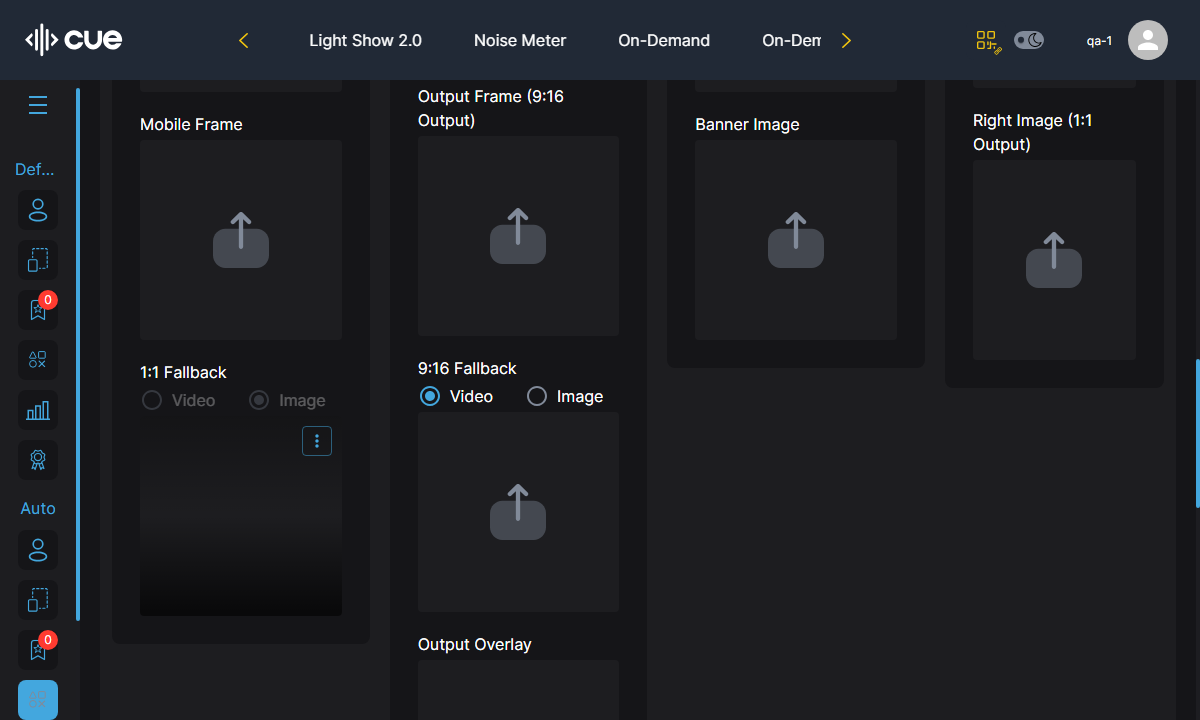 cue
Light Show 2.0
Noise Meter
On-Demand
On-Dem
qa-1
Def...
0
Auto
0
Mobile Frame
1:1 Fallback
Video
Image
Output Frame (9:16
Output)
9:16 Fallback
Video
Image
Output Overlay
Banner Image
Right Image (1:1
Output)